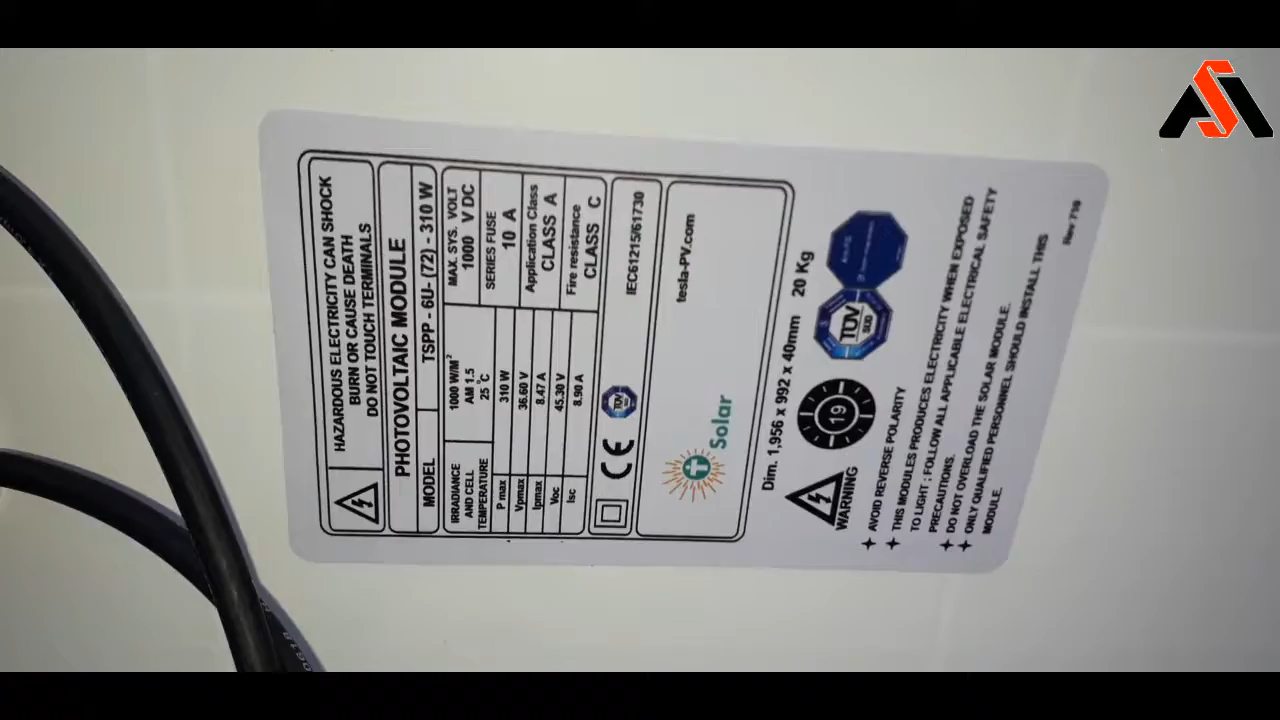 HAZARDOUS ELECTRICITY CAN SHOCK
BURN OR CAUSE DEATH
DO NOT TOUCH TERMINALS
PHOTOVOLTAIC MODULE
MODEL TSPP - 6U- (72) - 310 W
IRRADIANCE AND CELL TEMPERATURE
1000 W/M²
AM 1.5
25 °C
P max 310 W
Vpmax 36.60 V
Ipmax 8.47 A
Voc 45.30 V
Isc 8.90 A
MAX. SYS. VOLT
1000 V DC
SERIES FUSE
10 A
Application Class
CLASS A
Fire resistance
CLASS C
CE TÜV IEC61215/61730
Solar tesla-PV.com
Dim. 1,956 x 992 x 40mm 20 Kg
WARNING
19
TÜV
SÜD
AVOID REVERSE POLARITY
THIS MODULES PRODUCES ELECTRICITY WHEN EXPOSED
TO LIGHT ; FOLLOW ALL APPLICABLE ELECTRICAL SAFETY
PRECAUTIONS.
DO NOT OVERLOAD THE SOLAR MODULE.
ONLY QUALIFIED PERSONNEL SHOULD INSTALL THIS
MODULE.